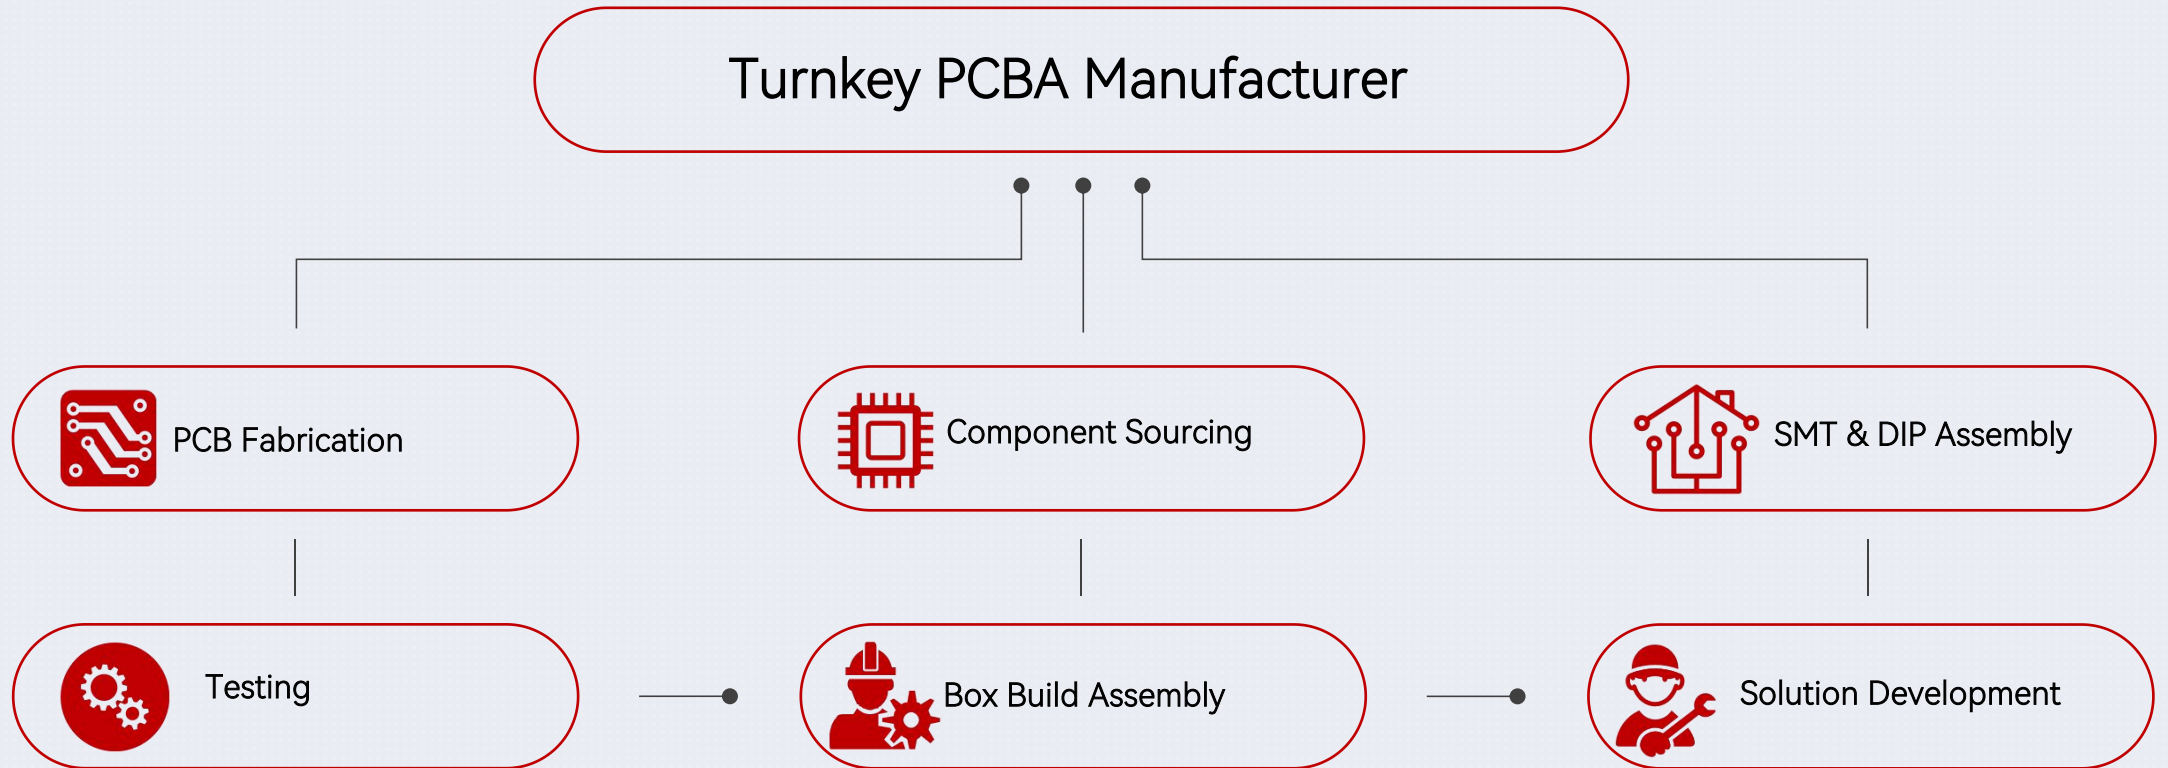 Turnkey PCBA Manufacturer
PCB Fabrication
Component Sourcing
SMT & DIP Assembly
Testing
Box Build Assembly
Solution Development